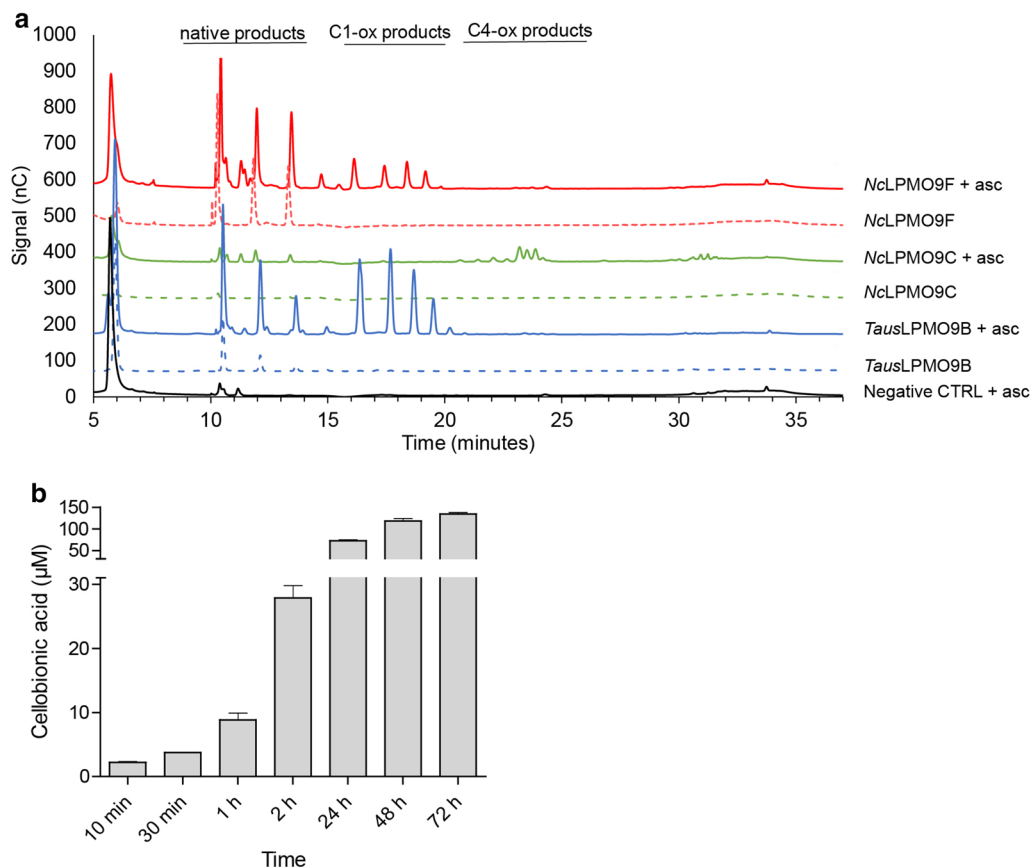 a
native products C1-ox products C4-ox products
1000
900
800
700
600
500
400
300
200
100
0
Signal (nC)
5 10 15 20 25 30 35
Time (minutes)
NcLPMO9F + asc
NcLPMO9F
NcLPMO9C + asc
NcLPMO9C
TausLPMO9B + asc
TausLPMO9B
Negative CTRL + asc
b
150
100
50
30
20
10
0
Cellobionic acid (µM)
10 min 30 min 1 h 2 h 24 h 48 h 72 h
Time